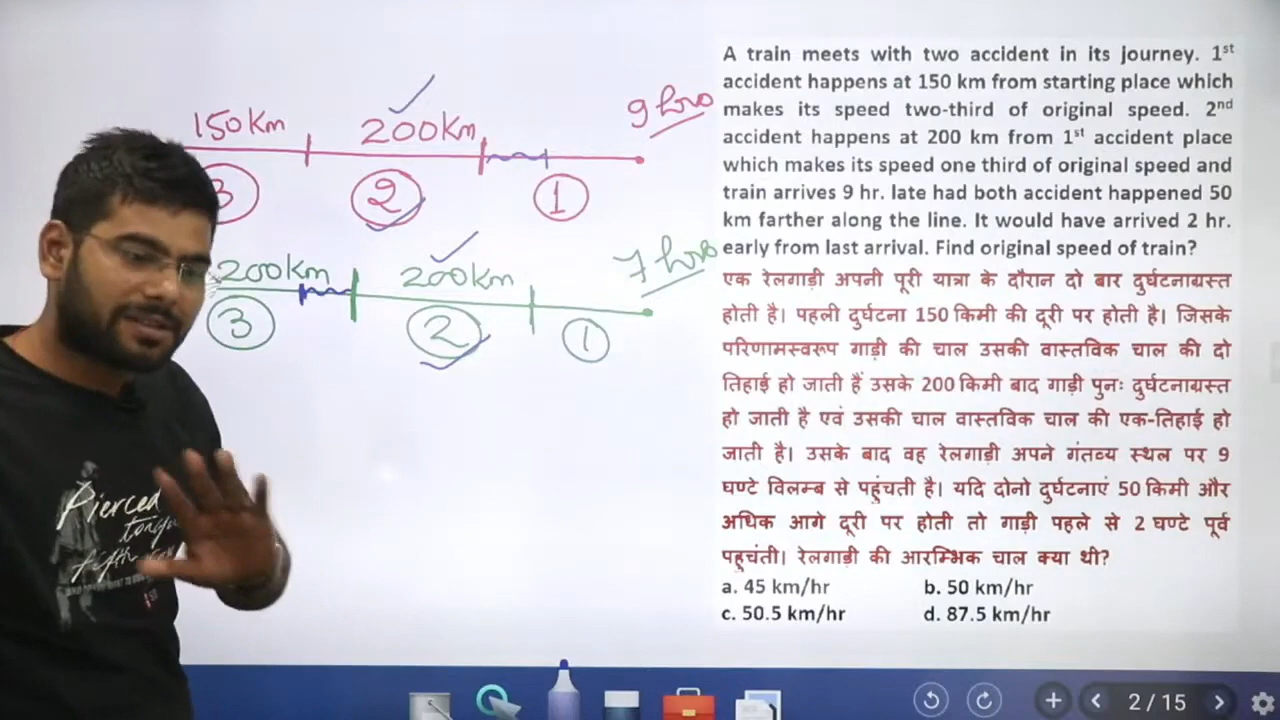 150Km
200Km
9 hrs
3
2
1
200km
200km
7 hrs
3
2
1
A train meets with two accident in its journey. 1st
accident happens at 150 km from starting place which
makes its speed two-third of original speed. 2nd
accident happens at 200 km from 1st accident place
which makes its speed one third of original speed and
train arrives 9 hr. late had both accident happened 50
km farther along the line. It would have arrived 2 hr.
early from last arrival. Find original speed of train?
एक रेलगाड़ी अपनी पूरी यात्रा के दौरान दो बार दुर्घटनाग्रस्त
होती है। पहली दुर्घटना 150 किमी की दूरी पर होती है। जिसके
परिणामस्वरूप गाड़ी की चाल उसकी वास्तविक चाल की दो
तिहाई हो जाती हैं उसके 200 किमी बाद गाड़ी पुनः दुर्घटनाग्रस्त
हो जाती है एवं उसकी चाल वास्तविक चाल की एक-तिहाई हो
जाती है। उसके बाद वह रेलगाड़ी अपने गंतव्य स्थल पर 9
घण्टे विलम्ब से पहुंचती है। यदि दोनो दुर्घटनाएं 50 किमी और
अधिक आगे दूरी पर होती तो गाड़ी पहले से 2 घण्टे पूर्व
पहूचंती। रेलगाड़ी की आरम्भिक चाल क्या थी?
a. 45 km/hr b. 50 km/hr
c. 50.5 km/hr d. 87.5 km/hr
Pierced
2 / 15